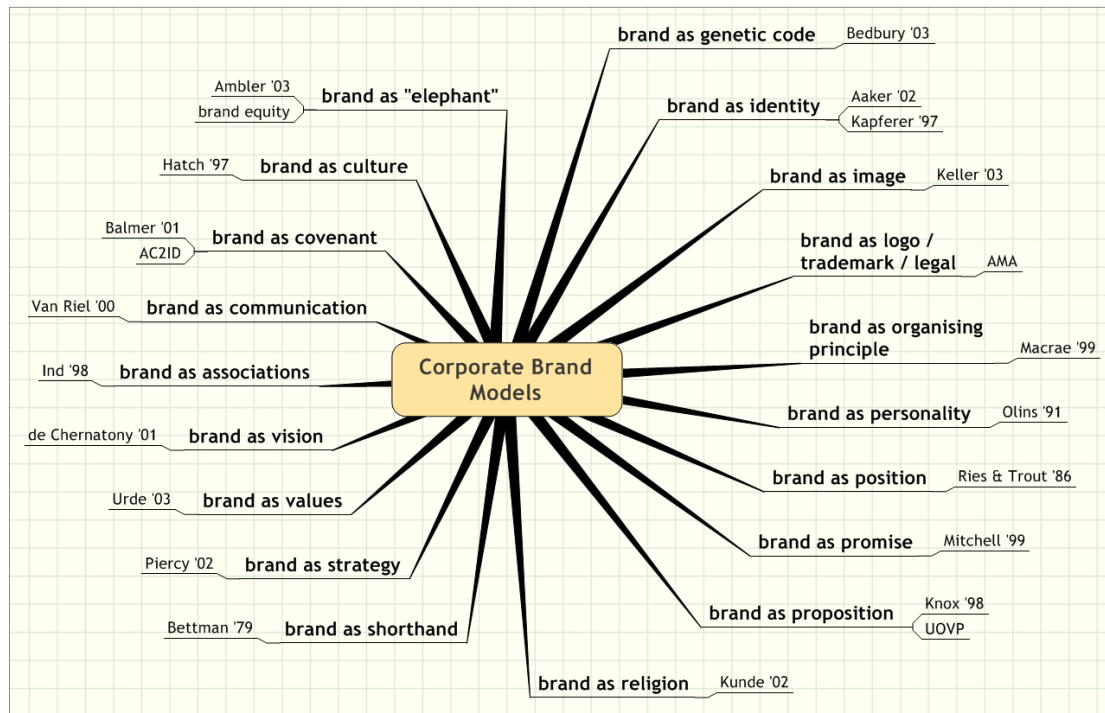 Corporate Brand
Models
brand as genetic code
Bedbury '03
brand as identity
Aaker '02
Kapferer '97
brand as image
Keller '03
brand as logo /
trademark / legal
AMA
brand as organising
principle
Macrae '99
brand as personality
Olins '91
brand as position
Ries & Trout '86
brand as promise
Mitchell '99
brand as proposition
Knox '98
UOVP
brand as religion
Kunde '02
brand as shorthand
Bettman '79
brand as strategy
Piercy '02
brand as values
Urde '03
brand as vision
de Chernatony '01
brand as associations
Ind '98
brand as communication
Van Riel '00
brand as covenant
Balmer '01
AC2ID
brand as culture
Hatch '97
brand as "elephant"
Ambler '03
brand equity